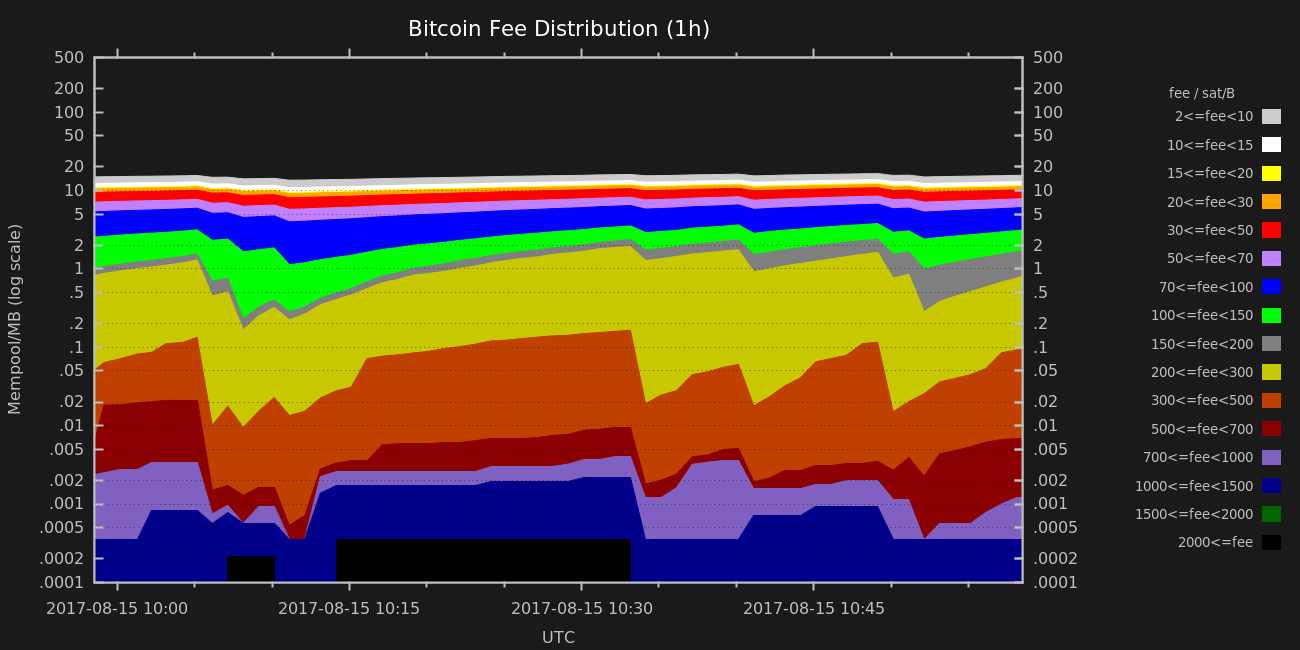 Bitcoin Fee Distribution (1h)
Mempool/MB (log scale)
500
200
100
50
20
10
5
2
1
.5
.2
.1
.05
.02
.01
.005
.002
.001
.0005
.0002
.0001
500
200
100
50
20
10
5
2
1
.5
.2
.1
.05
.02
.01
.005
.002
.001
.0005
.0002
.0001
2017-08-15 10:00
2017-08-15 10:15
2017-08-15 10:30
2017-08-15 10:45
UTC
fee / sat/B
2<=fee<10
10<=fee<15
15<=fee<20
20<=fee<30
30<=fee<50
50<=fee<70
70<=fee<100
100<=fee<150
150<=fee<200
200<=fee<300
300<=fee<500
500<=fee<700
700<=fee<1000
1000<=fee<1500
1500<=fee<2000
2000<=fee